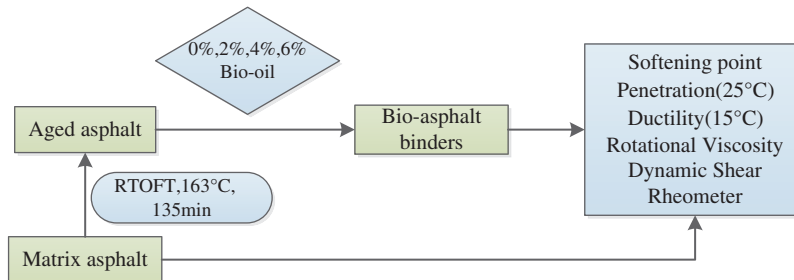 0%,2%,4%,6%
Bio-oil
Aged asphalt
Bio-asphalt
binders
Softening point
Penetration(25°C)
Ductility(15°C)
Rotational Viscosity
Dynamic Shear
Rheometer
RTOFT,163°C,
135min
Matrix asphalt